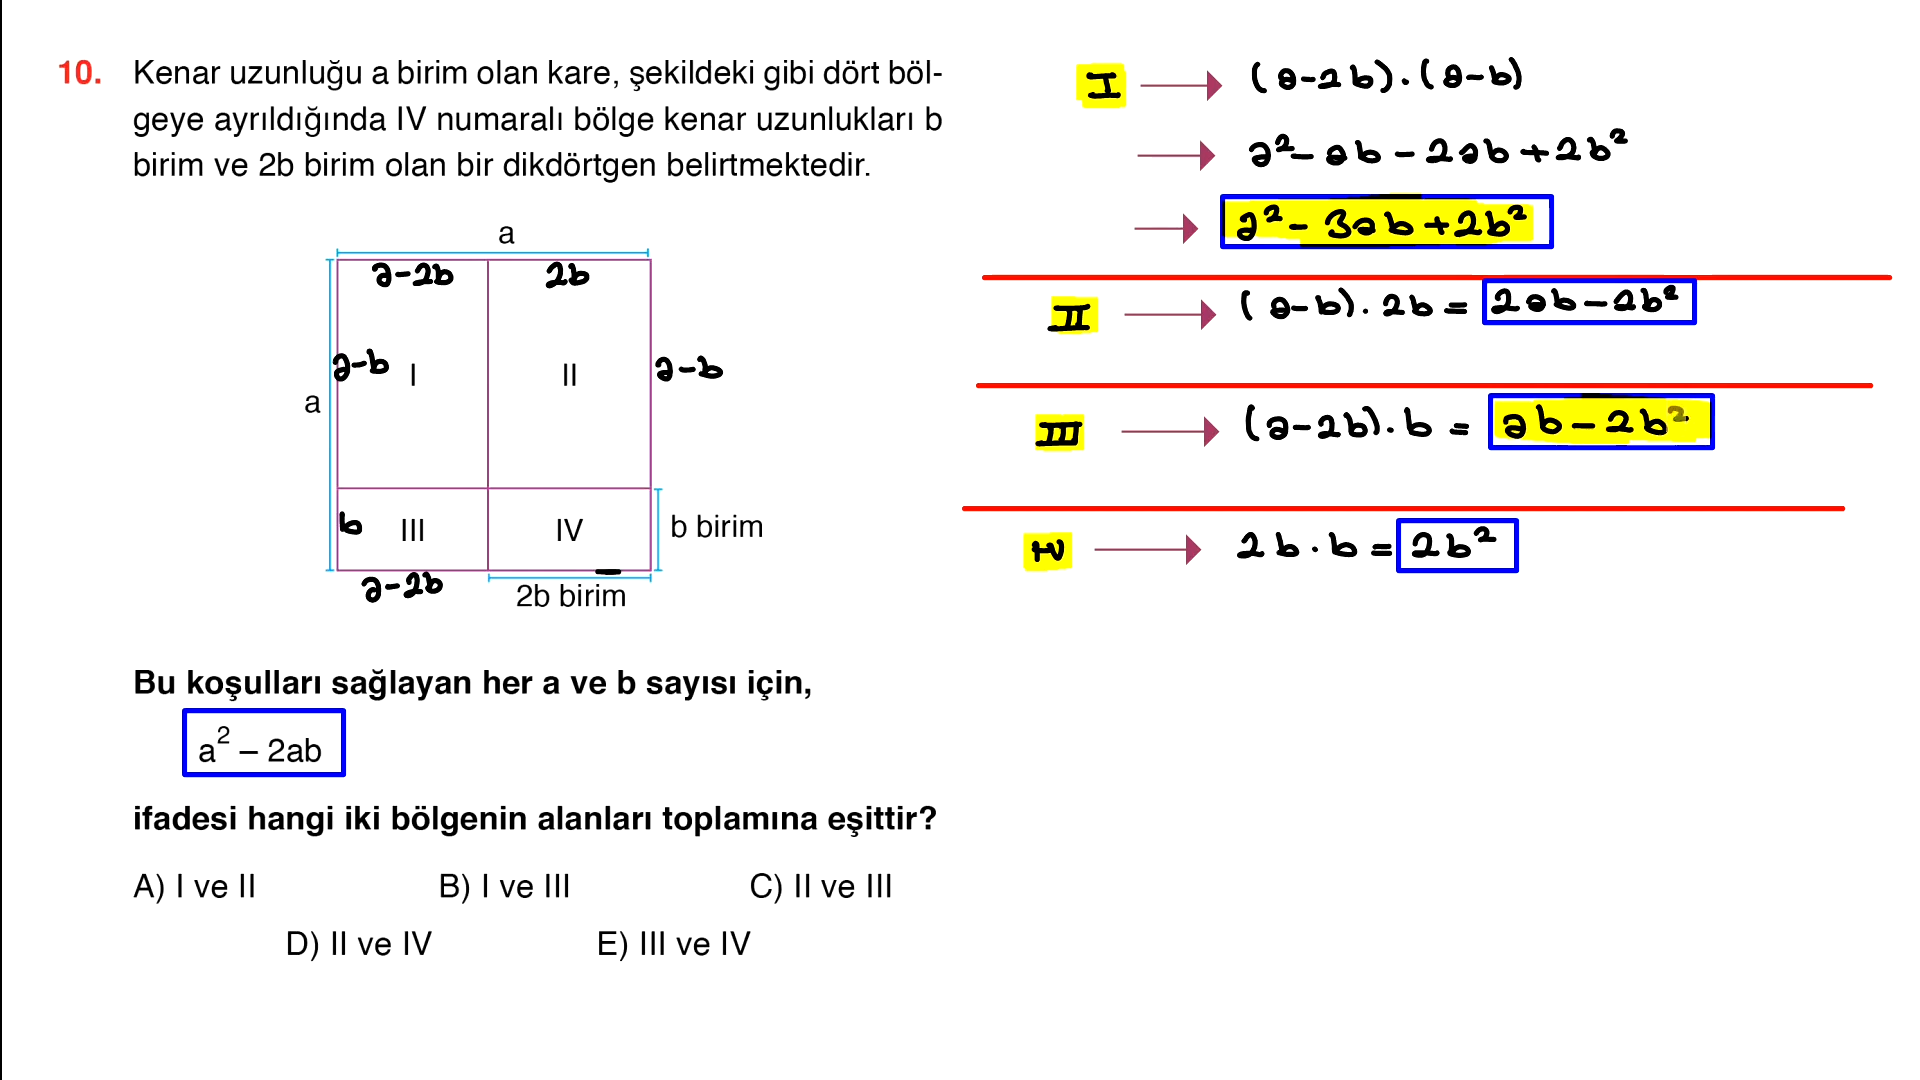 10. Kenar uzunluğu a birim olan kare, şekildeki gibi dört böl-
geye ayrıldığında IV numaralı bölge kenar uzunlukları b
birim ve 2b birim olan bir dikdörtgen belirtmektedir.
a
a-2b 2b
a-b I II a-b
a
b III IV b birim
a-2b 2b birim
Bu koşulları sağlayan her a ve b sayısı için,
a² – 2ab
ifadesi hangi iki bölgenin alanları toplamına eşittir?
A) I ve II B) I ve III C) II ve III
D) II ve IV E) III ve IV
I → (a-2b).(a-b)
→ a²-ab-2ab+2b²
→ a²-3ab+2b²
II → (a-b).2b = 2ab-2b²
III → (a-2b).b = ab-2b²
IV → 2b.b = 2b²